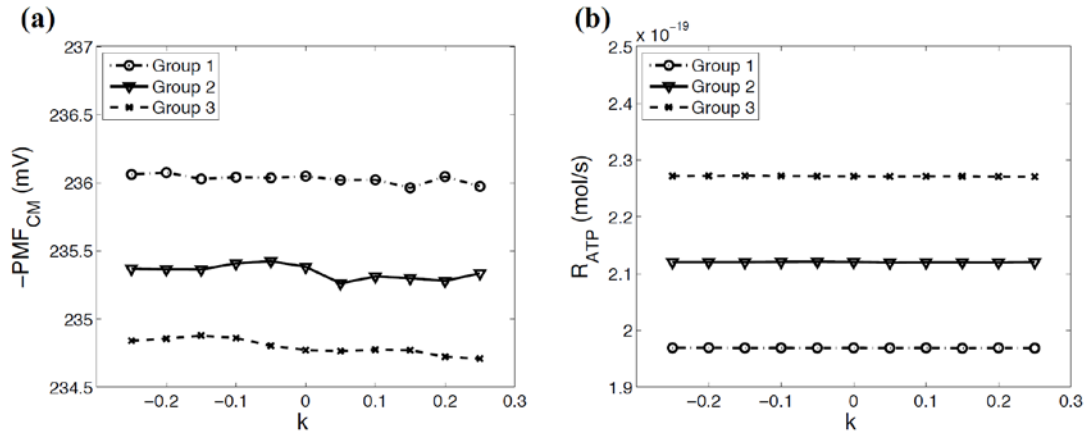 (a)
237
236.5
236
235.5
235
234.5
−PMF_CM (mV)
Group 1
Group 2
Group 3
−0.2
−0.1
0
0.1
0.2
0.3
k
(b)
x 10^−19
2.5
2.4
2.3
2.2
2.1
2
1.9
R_ATP (mol/s)
Group 1
Group 2
Group 3
−0.2
−0.1
0
0.1
0.2
0.3
k